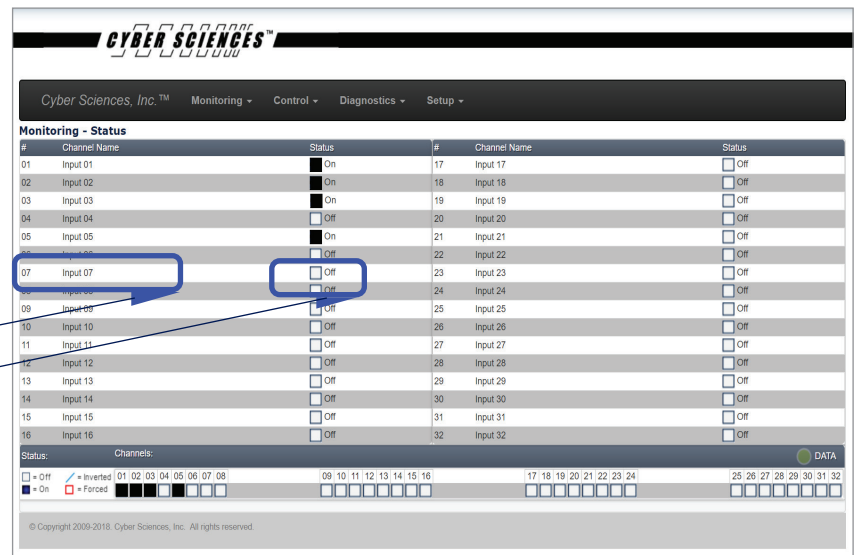 CYBER SCIENCES™
Cyber Sciences, Inc.™ Monitoring Control Diagnostics Setup
Monitoring - Status
# Channel Name Status # Channel Name Status
01 Input 01 On 17 Input 17 Off
02 Input 02 On 18 Input 18 Off
03 Input 03 On 19 Input 19 Off
04 Input 04 Off 20 Input 20 Off
05 Input 05 On 21 Input 21 Off
Off 22 Input 22 Off
07 Input 07 Off 23 Input 23 Off
Off 24 Input 24 Off
09 Input 09 Off 25 Input 25 Off
10 Input 10 Off 26 Input 26 Off
11 Input 11 Off 27 Input 27 Off
12 Input 12 Off 28 Input 28 Off
13 Input 13 Off 29 Input 29 Off
14 Input 14 Off 30 Input 30 Off
15 Input 15 Off 31 Input 31 Off
16 Input 16 Off 32 Input 32 Off
Status: Channels: DATA
= Off = Inverted 01 02 03 04 05 06 07 08 09 10 11 12 13 14 15 16 17 18 19 20 21 22 23 24 25 26 27 28 29 30 31 32
= On = Forced
© Copyright 2009-2018. Cyber Sciences, Inc. All rights reserved.